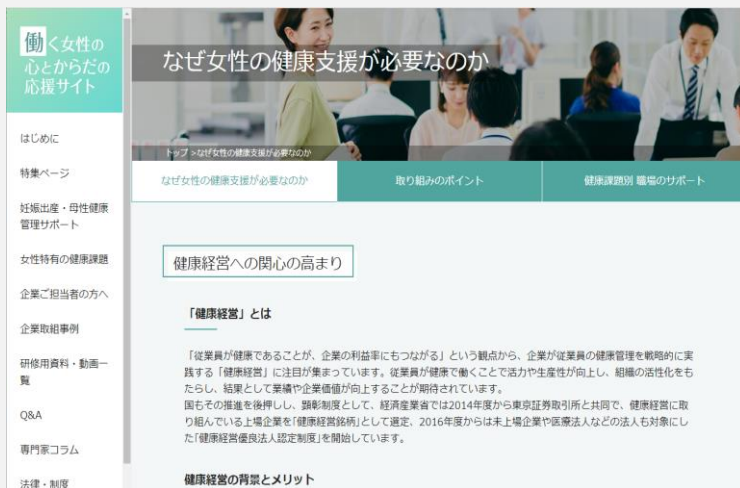 働く女性の
心とからだの
応援サイト
はじめに
特集ページ
妊娠出産・母性健康
管理サポート
女性特有の健康課題
企業ご担当者の方へ
企業取組事例
研修用資料・動画一
覧
Q&A
専門家コラム
法律・制度
なぜ女性の健康支援が必要なのか
トップ >なぜ女性の健康支援が必要なのか
なぜ女性の健康支援が必要なのか
取り組みのポイント
健康課題別 職場のサポート
健康経営への関心の高まり
「健康経営」とは
「従業員が健康であることが、企業の利益率にもつながる」という観点から、企業が従業員の健康管理を戦略的に実
践する「健康経営」に注目が集まっています。従業員が健康で働くことで活力や生産性が向上し、組織の活性化をも
たらし、結果として業績や企業価値が向上することが期待されています。
国もその推進を後押しし、顕彰制度として、経済産業省では2014年度から東京証券取引所と共同で、健康経営に取
り組んでいる上場企業を「健康経営銘柄」として選定、2016年度からは未上場企業や医療法人などの法人も対象にし
た「健康経営優良法人認定制度」を開始しています。
健康経営の背景とメリット